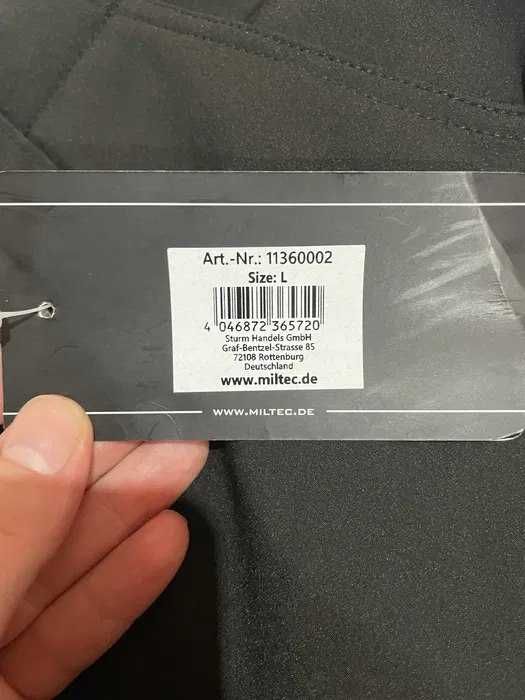 Art.-Nr.: 11360002
Size: L
4 046872 365720
Sturm Handels GmbH
Graf-Bentzel-Strasse 85
72108 Rottenburg
Deutschland
www.miltec.de
WWW.MILTEC.DE